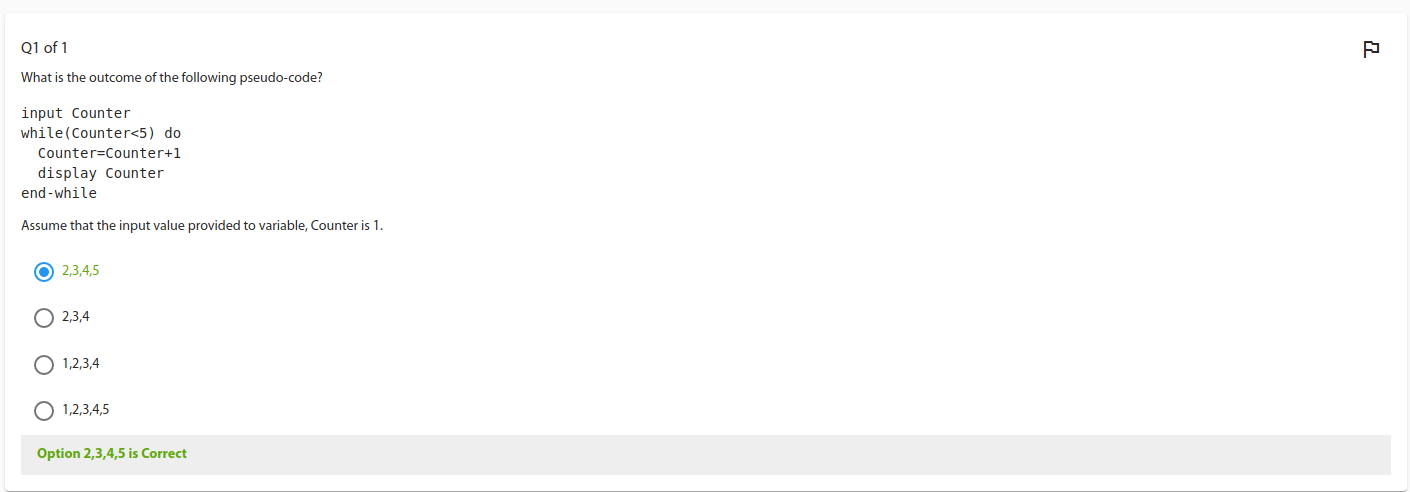 Q1 of 1
What is the outcome of the following pseudo-code?
input Counter
while(Counter<5) do
  Counter=Counter+1
  display Counter
end-while
Assume that the input value provided to variable, Counter is 1.
2,3,4,5
2,3,4
1,2,3,4
1,2,3,4,5
Option 2,3,4,5 is Correct